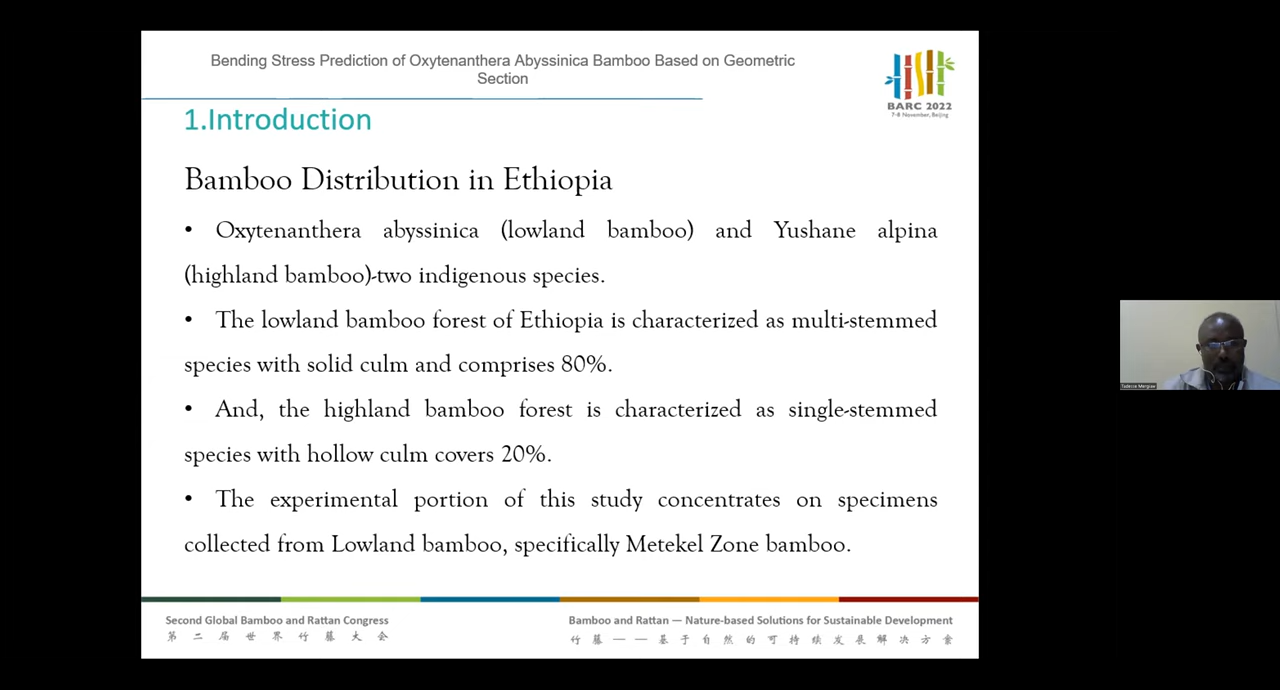 Bending Stress Prediction of Oxytenanthera Abyssinica Bamboo Based on Geometric
Section
BARC 2022
7-8 November, Beijing
1.Introduction
Bamboo Distribution in Ethiopia
• Oxytenanthera abyssinica (lowland bamboo) and Yushane alpina
(highland bamboo)-two indigenous species.
• The lowland bamboo forest of Ethiopia is characterized as multi-stemmed
species with solid culm and comprises 80%.
• And, the highland bamboo forest is characterized as single-stemmed
species with hollow culm covers 20%.
• The experimental portion of this study concentrates on specimens
collected from Lowland bamboo, specifically Metekel Zone bamboo.
Second Global Bamboo and Rattan Congress
第二届世界竹藤大会
Bamboo and Rattan — Nature-based Solutions for Sustainable Development
竹藤——基于自然的可持续发展解决方案
Tadesse Mergiaw